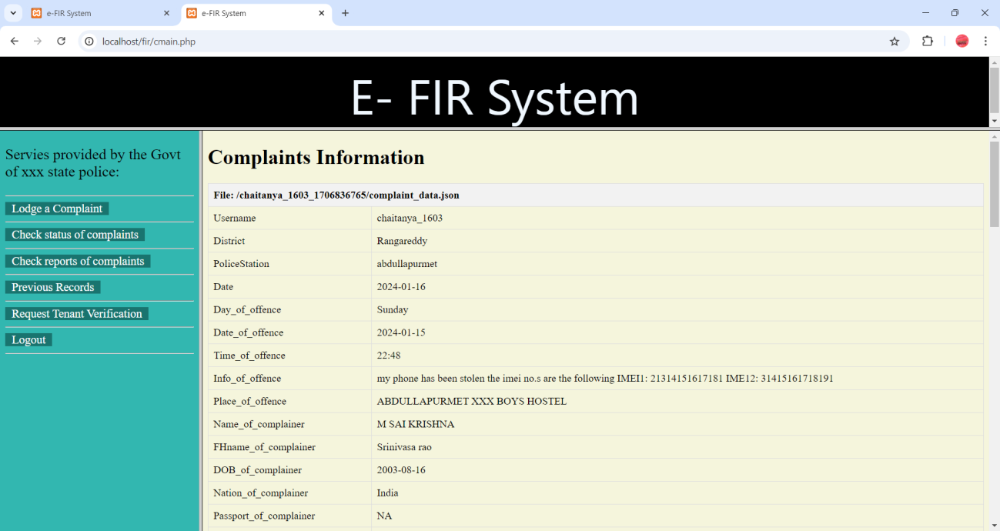 e-FIR System
e-FIR System
localhost/fir/cmain.php
E- FIR System
Servies provided by the Govt
of xxx state police:
Lodge a Complaint
Check status of complaints
Check reports of complaints
Previous Records
Request Tenant Verification
Logout
Complaints Information
File: /chaitanya_1603_1706836765/complaint_data.json
Username chaitanya_1603
District Rangareddy
PoliceStation abdullapurmet
Date 2024-01-16
Day_of_offence Sunday
Date_of_offence 2024-01-15
Time_of_offence 22:48
Info_of_offence my phone has been stolen the imei no.s are the following IMEI1: 21314151617181 IME12: 31415161718191
Place_of_offence ABDULLAPURMET XXX BOYS HOSTEL
Name_of_complainer M SAI KRISHNA
FHname_of_complainer Srinivasa rao
DOB_of_complainer 2003-08-16
Nation_of_complainer India
Passport_of_complainer NA